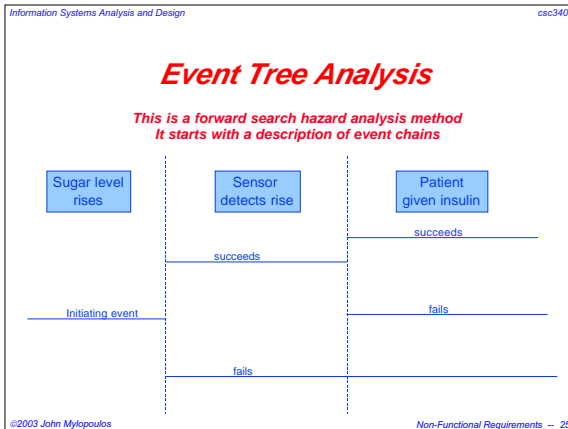 Information Systems Analysis and Design
csc340
Event Tree Analysis
This is a forward search hazard analysis method
It starts with a description of event chains
Sugar level
rises
Sensor
detects rise
Patient
given insulin
succeeds
succeeds
Initiating event
fails
fails
©2003 John Mylopoulos
Non-Functional Requirements -- 25